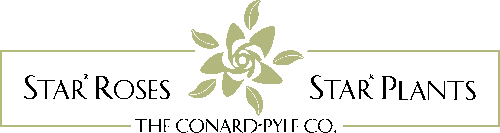 STAR® ROSES STAR® PLANTS
THE CONARD-PYLE CO.